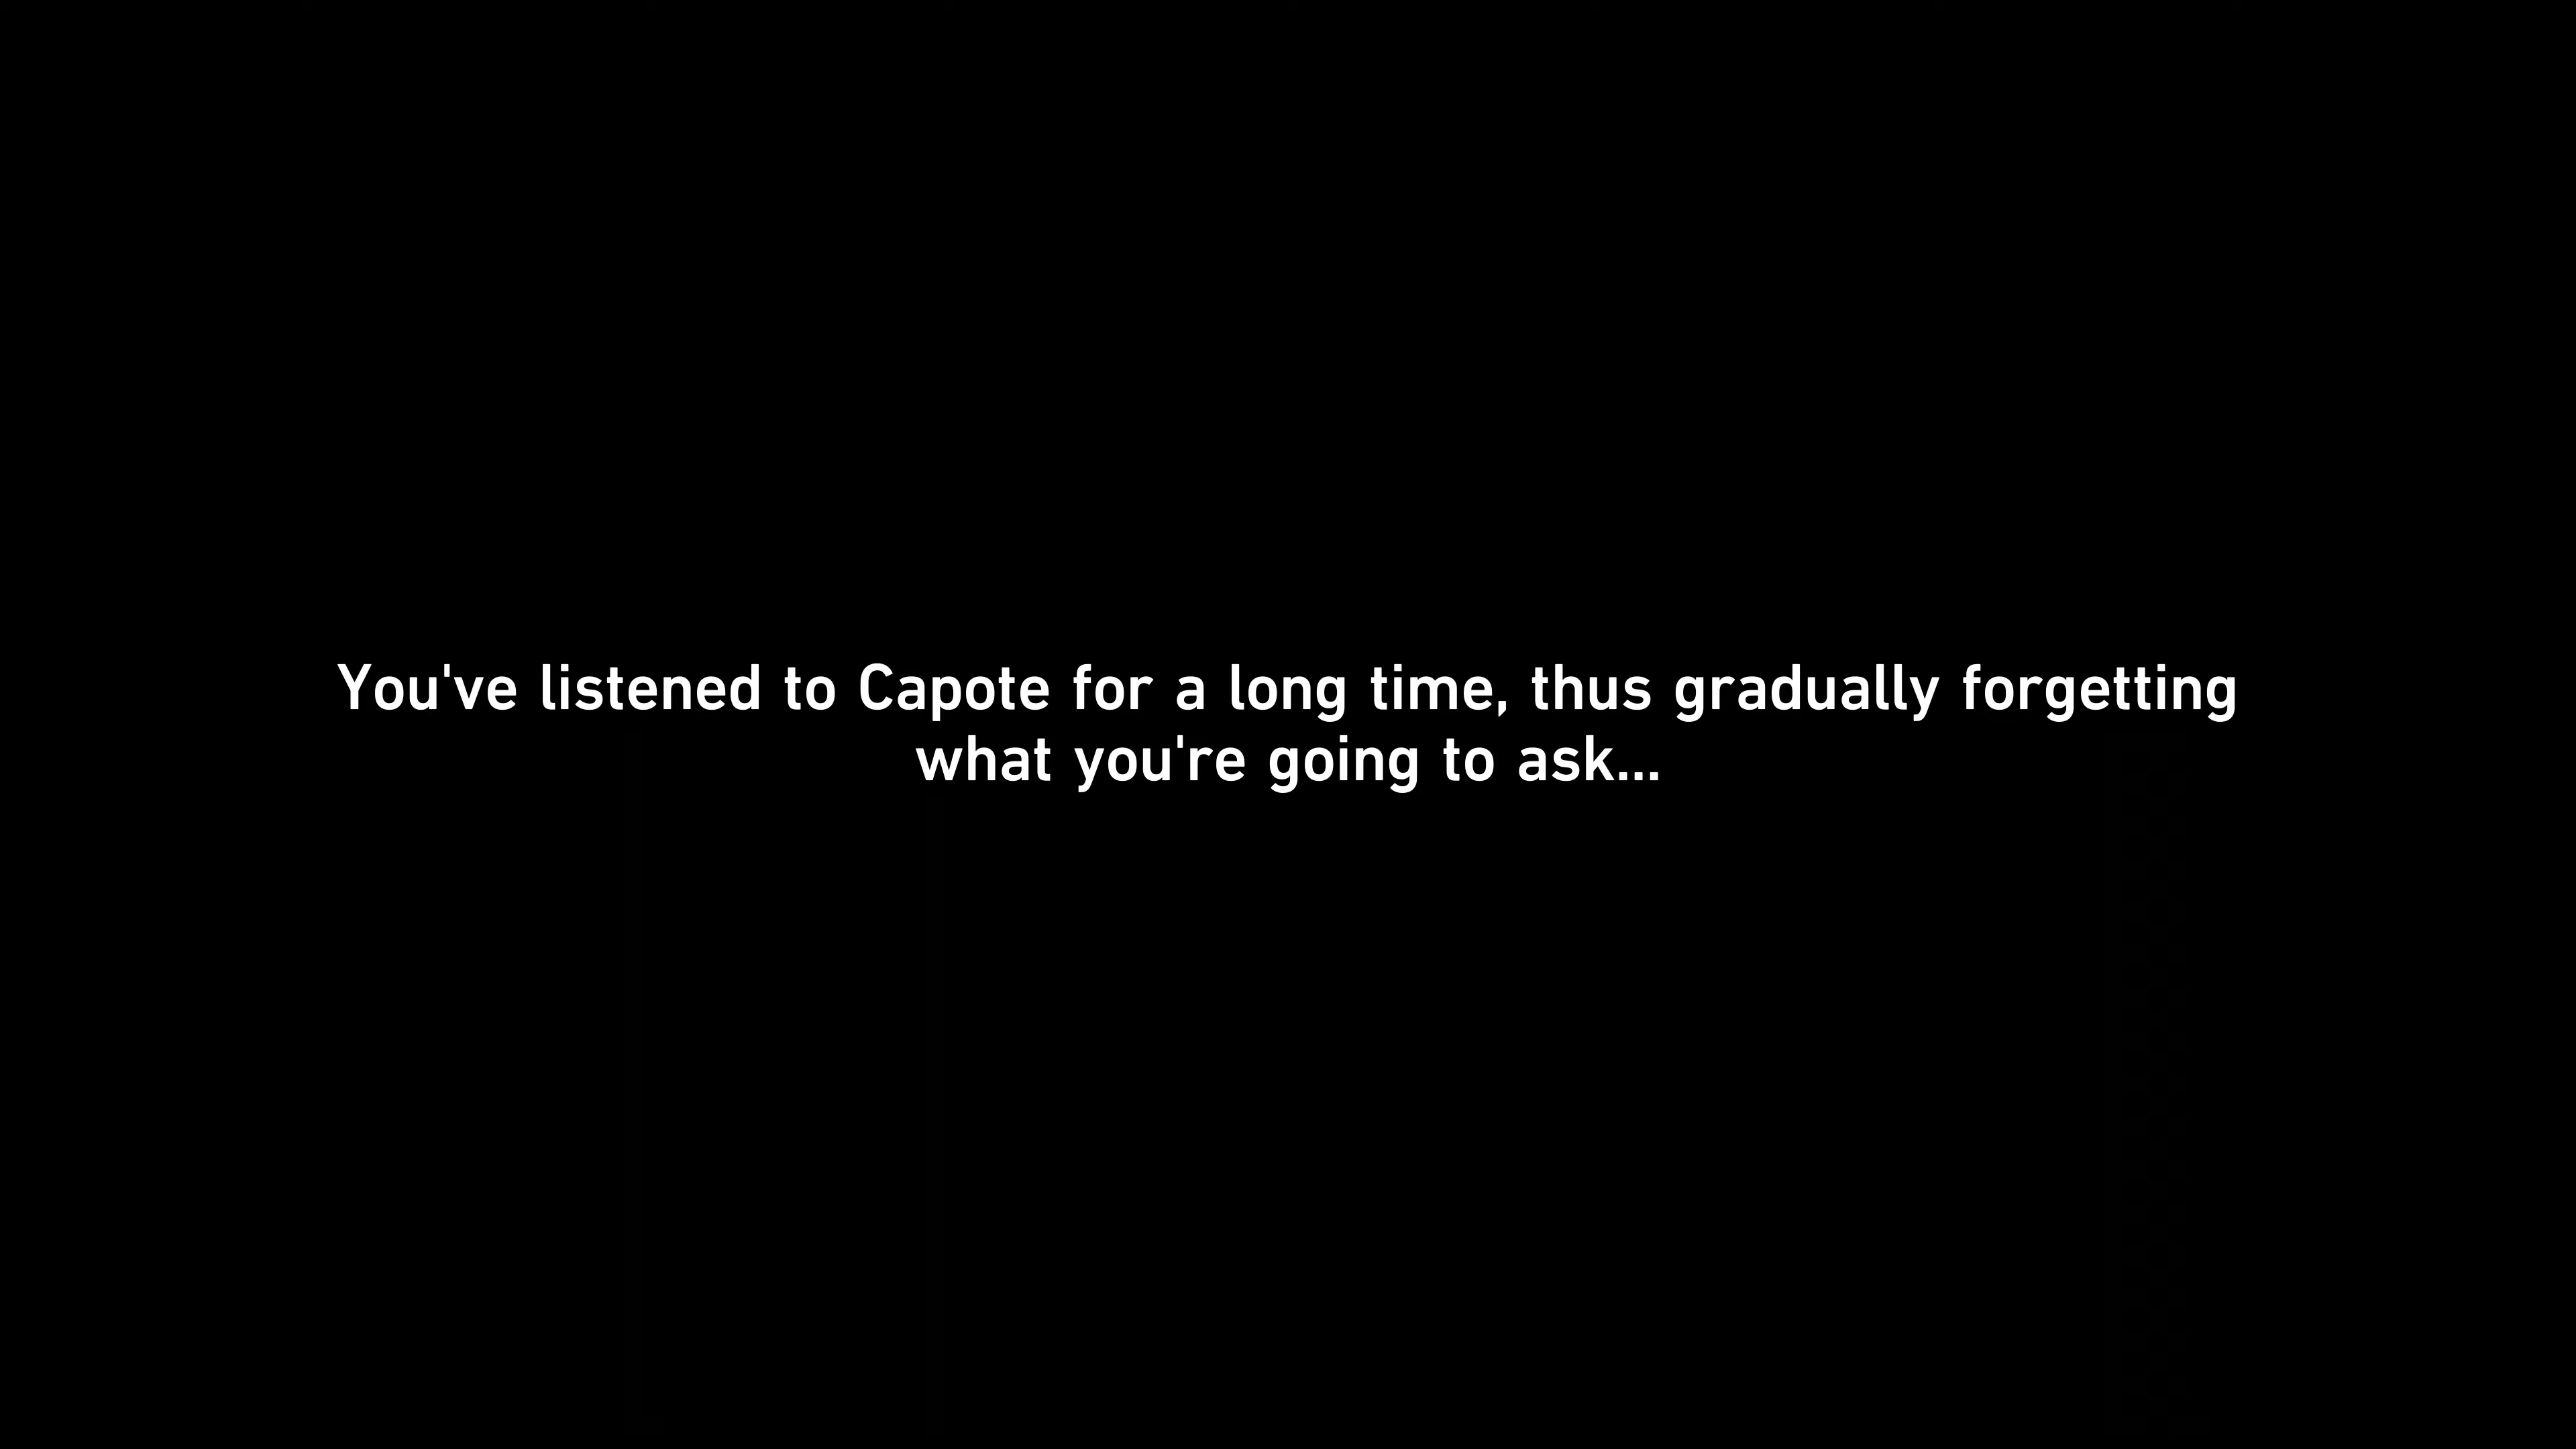 You've listened to Capote for a long time, thus gradually forgetting
what you're going to ask...